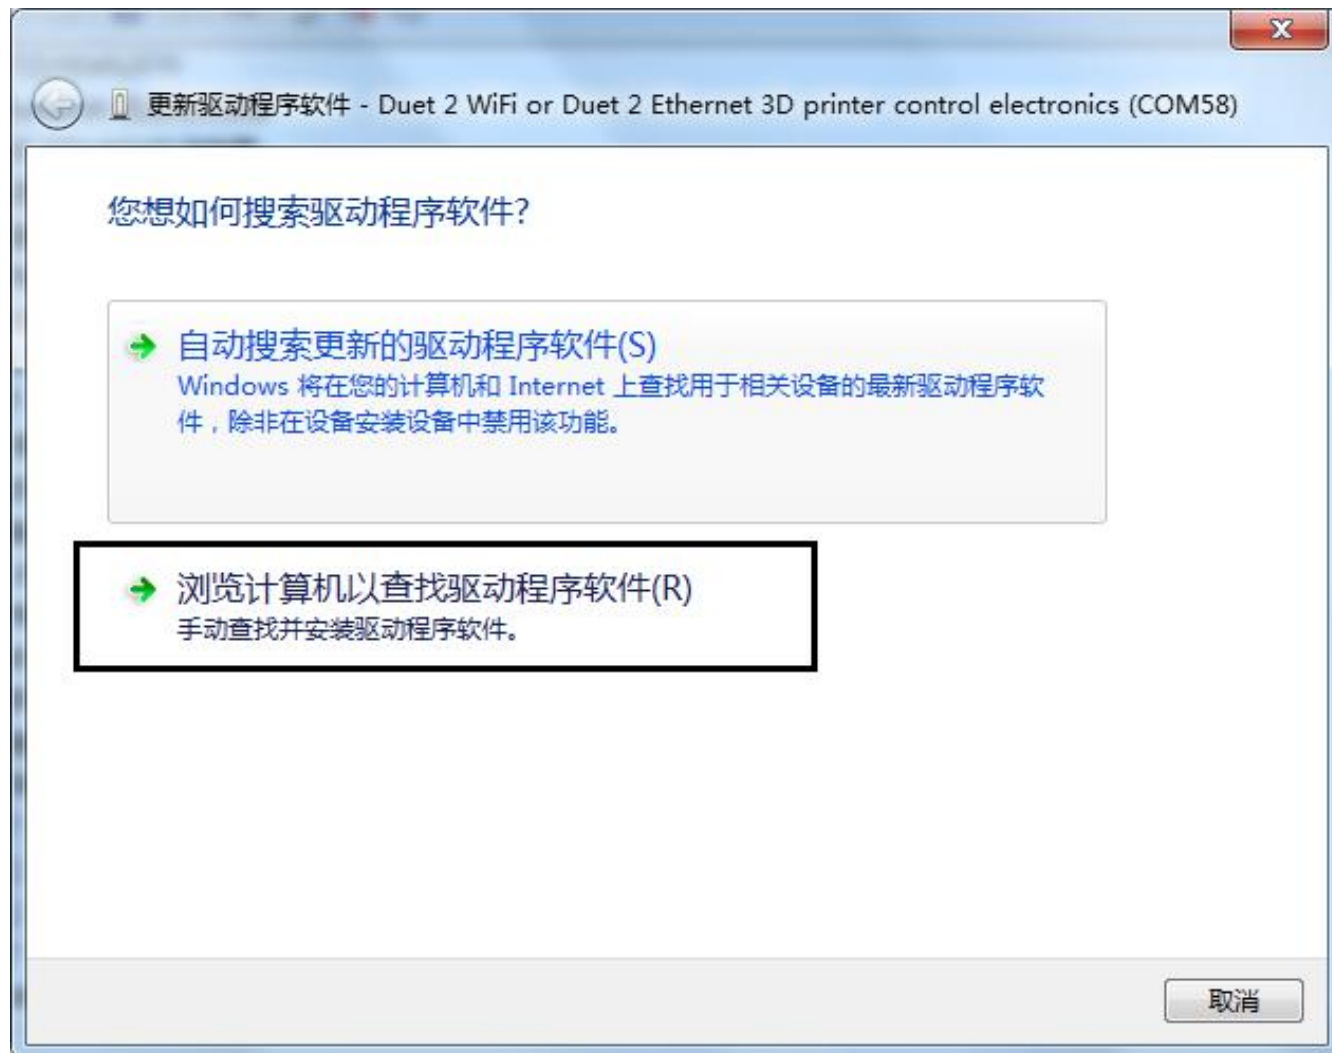 更新驱动程序软件 - Duet 2 WiFi or Duet 2 Ethernet 3D printer control electronics (COM58)
您想如何搜索驱动程序软件?
自动搜索更新的驱动程序软件(S)
Windows 将在您的计算机和 Internet 上查找用于相关设备的最新驱动程序软
件，除非在设备安装设备中禁用该功能。
浏览计算机以查找驱动程序软件(R)
手动查找并安装驱动程序软件。
取消